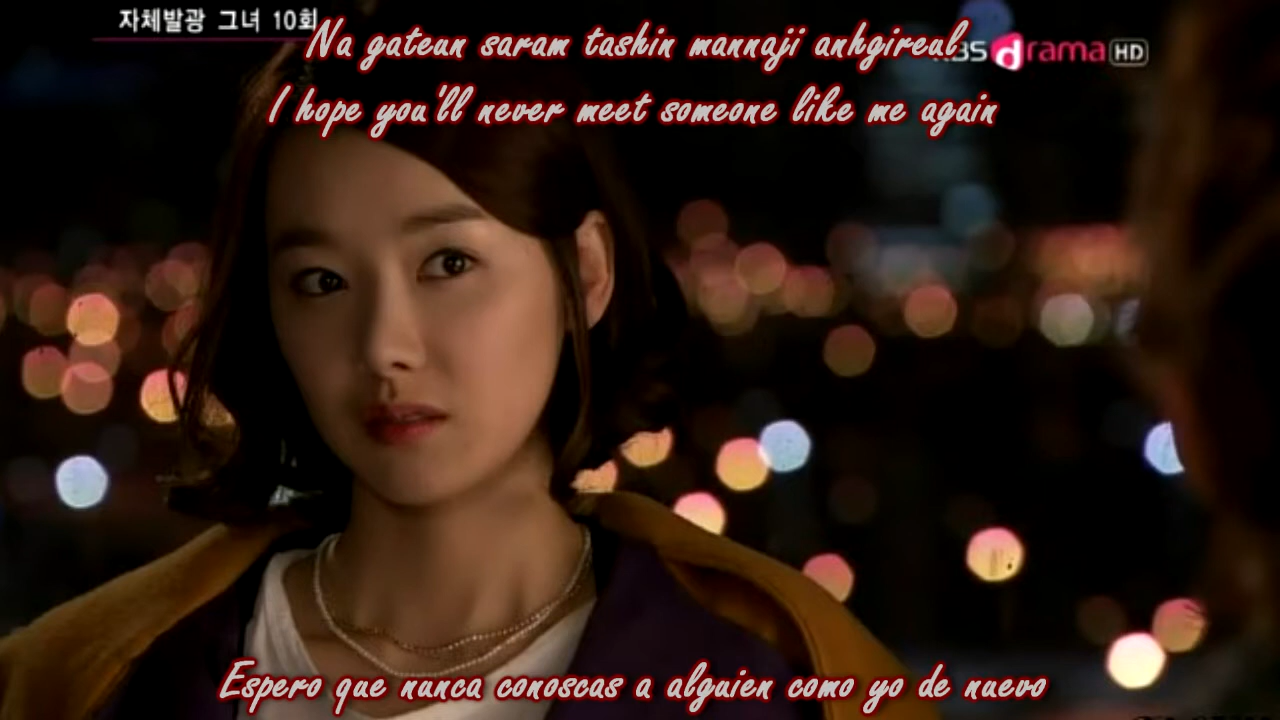 자체발광 그녀 10회
KBS drama HD
Na gateun saram tashin mannaji anhgireul
I hope you'll never meet someone like me again
Espero que nunca conoscas a alguien como yo de nuevo